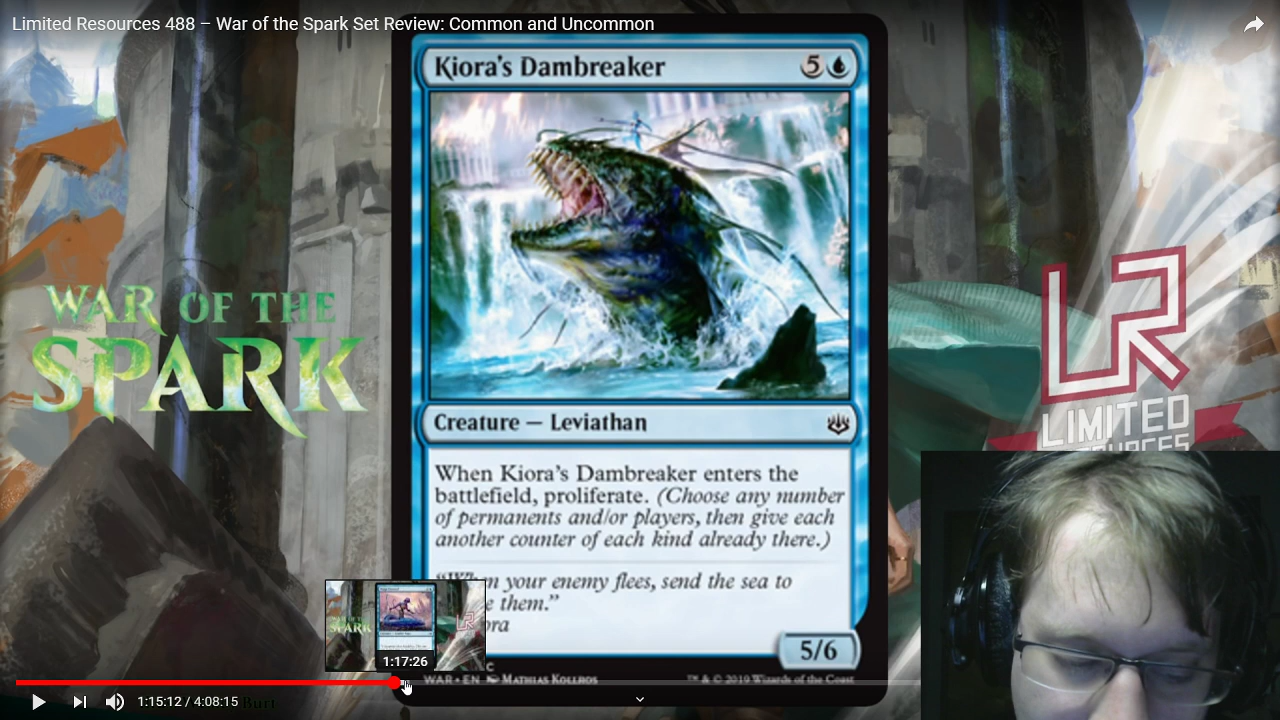 Limited Resources 488 – War of the Spark Set Review: Common and Uncommon
Kiora's Dambreaker
5
WAR OF THE
SPARK
LR
LIMITED
RESOURCES
Creature — Leviathan
When Kiora's Dambreaker enters the
battlefield, proliferate. (Choose any number
of permanents and/or players, then give each
another counter of each kind already there.)
your enemy flees, send the sea to
them.”
5/6
SPARK
1:17:26
WAR • EN Mathias Kollros
™ & © 2019 Wizards of the Coast
1:15:12 / 4:08:15